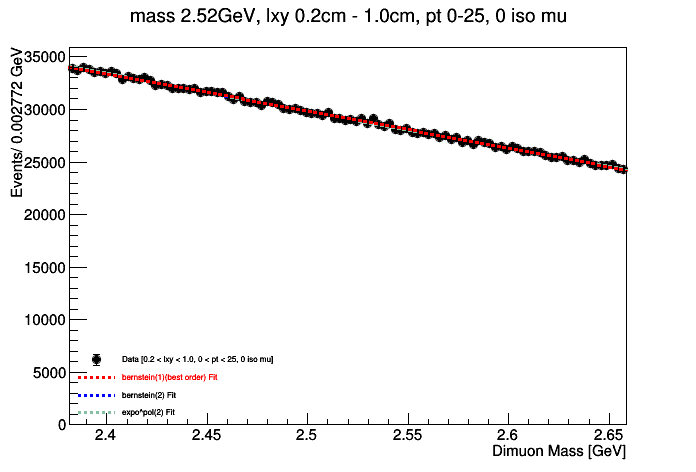 mass 2.52GeV, lxy 0.2cm - 1.0cm, pt 0-25, 0 iso mu
Events/ 0.002772 GeV
35000
30000
25000
20000
15000
10000
5000
0
Data [0.2 < lxy < 1.0, 0 < pt < 25, 0 iso mu]
bernstein(1)(best order) Fit
bernstein(2) Fit
expo^pol(2) Fit
2.4 2.45 2.5 2.55 2.6 2.65
Dimuon Mass [GeV]